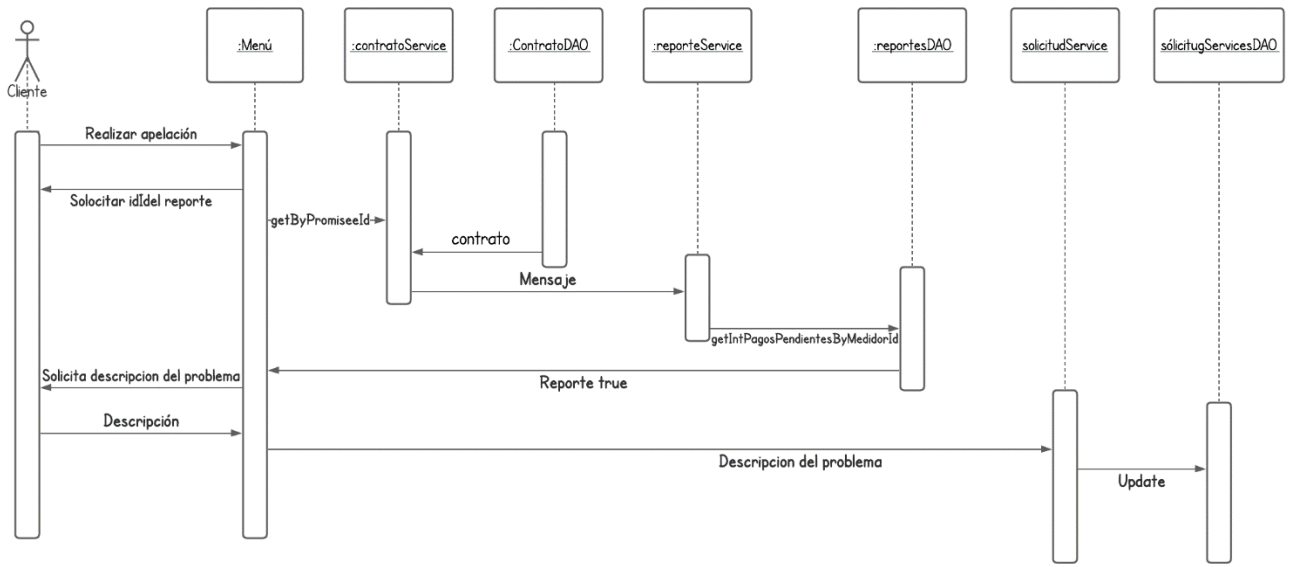 :Menú
:contratoService
:ContratoDAO
:reporteService
:reportesDAO
solicitudService
sólicitugServicesDAO
Cliente
Realizar apelación
Solocitar idIdel reporte
getByPromiseeId
contrato
Mensaje
getIntPagosPendientesByMedidorId
Reporte true
Solicita descripcion del problema
Descripción
Descripcion del problema
Update